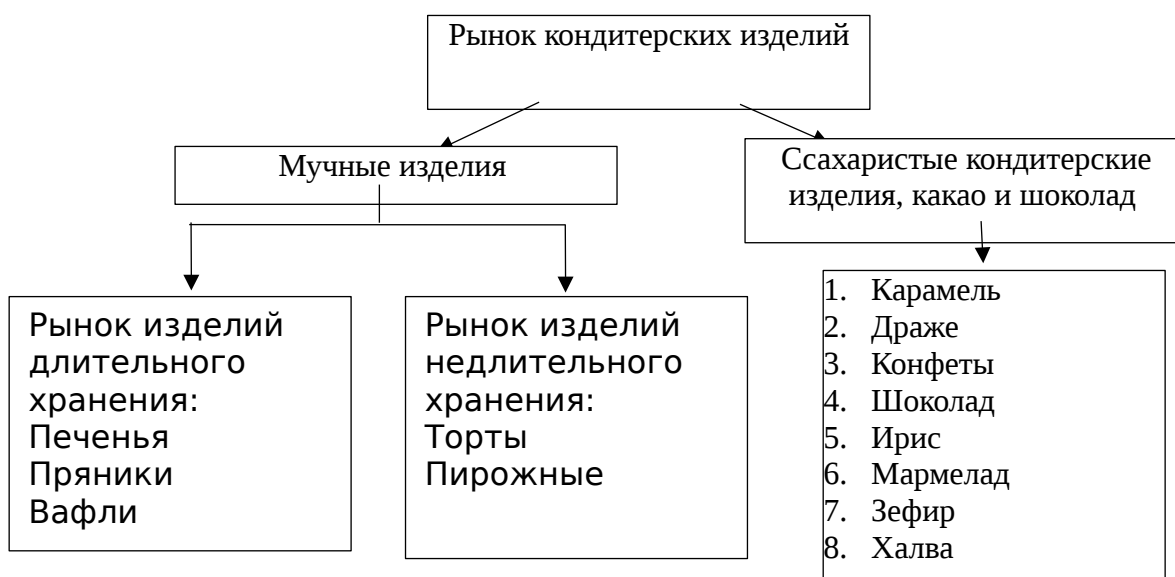 Рынок кондитерских изделий
Мучные изделия
Ссахаристые кондитерские
изделия, какао и шоколад
Рынок изделий
длительного
хранения:
Печенья
Пряники
Вафли
Рынок изделий
недлительного
хранения:
Торты
Пирожные
1. Карамель
2. Драже
3. Конфеты
4. Шоколад
5. Ирис
6. Мармелад
7. Зефир
8. Халва